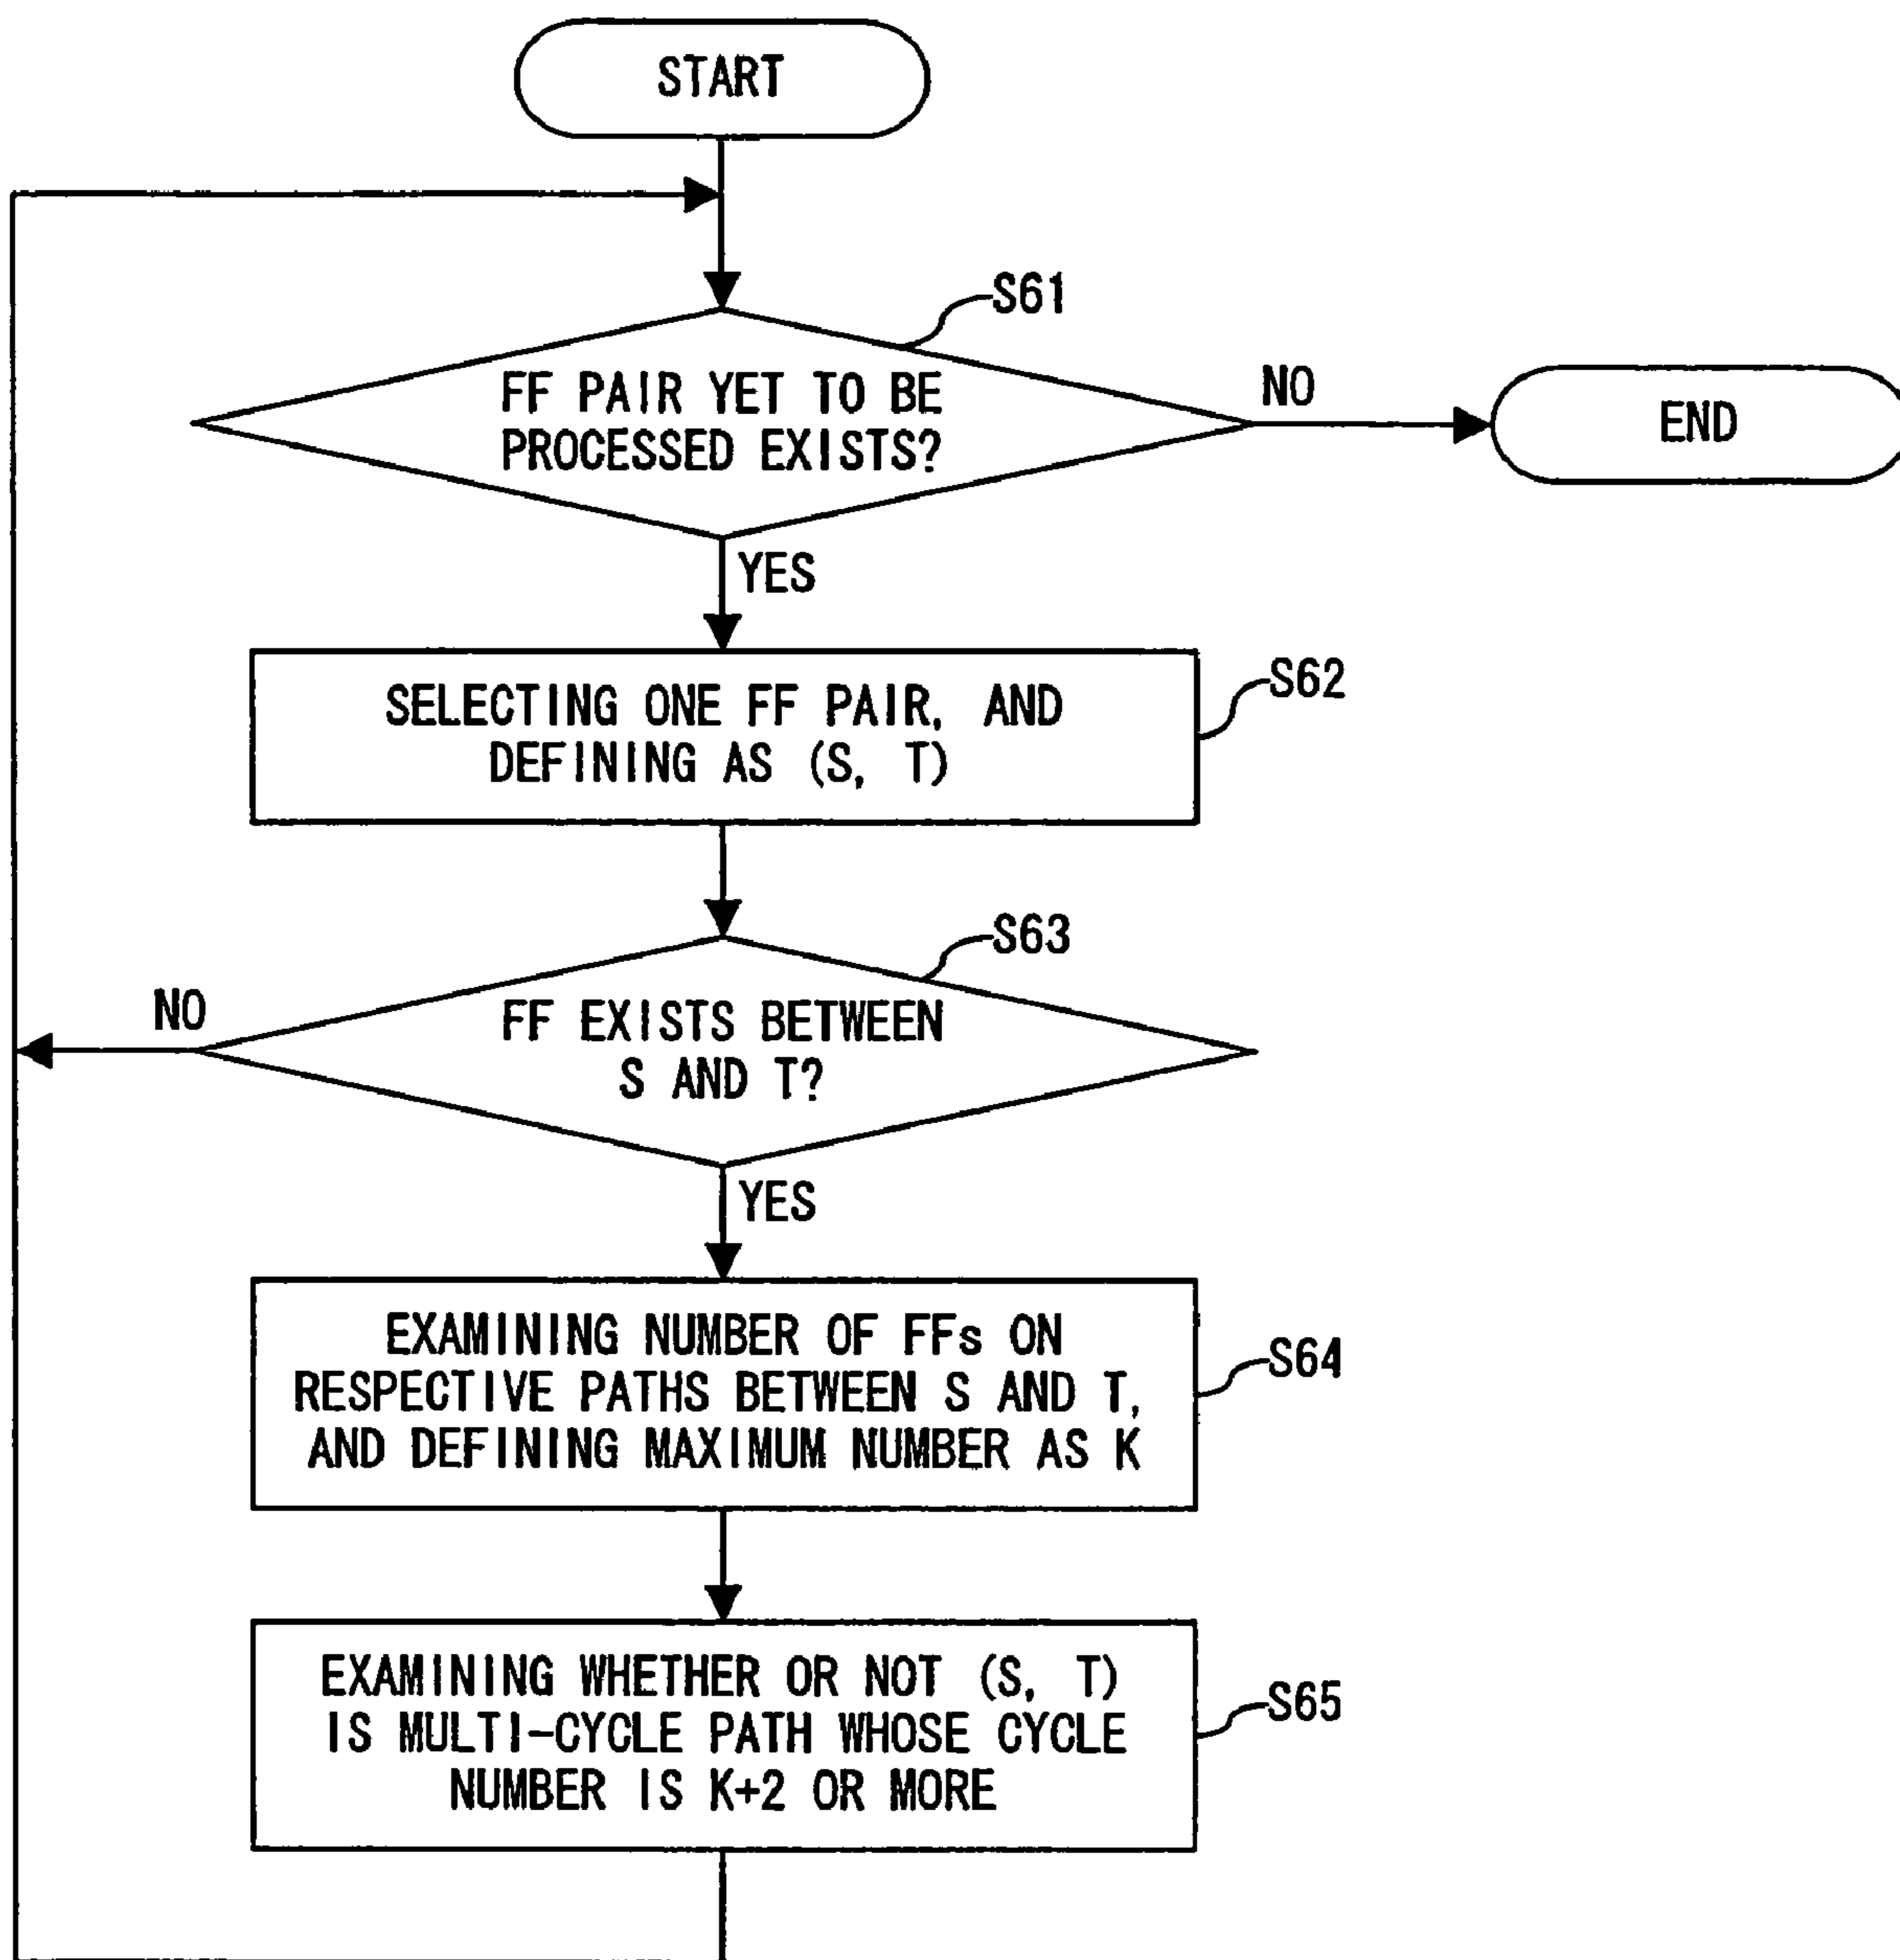 START
S61
FF PAIR YET TO BE
PROCESSED EXISTS?
NO
END
YES
SELECTING ONE FF PAIR, AND
DEFINING AS (S, T)
S62
S63
FF EXISTS BETWEEN
S AND T?
NO
YES
EXAMINING NUMBER OF FFs ON
RESPECTIVE PATHS BETWEEN S AND T,
AND DEFINING MAXIMUM NUMBER AS K
S64
EXAMINING WHETHER OR NOT (S, T)
IS MULTI-CYCLE PATH WHOSE CYCLE
NUMBER IS K+2 OR MORE
S65